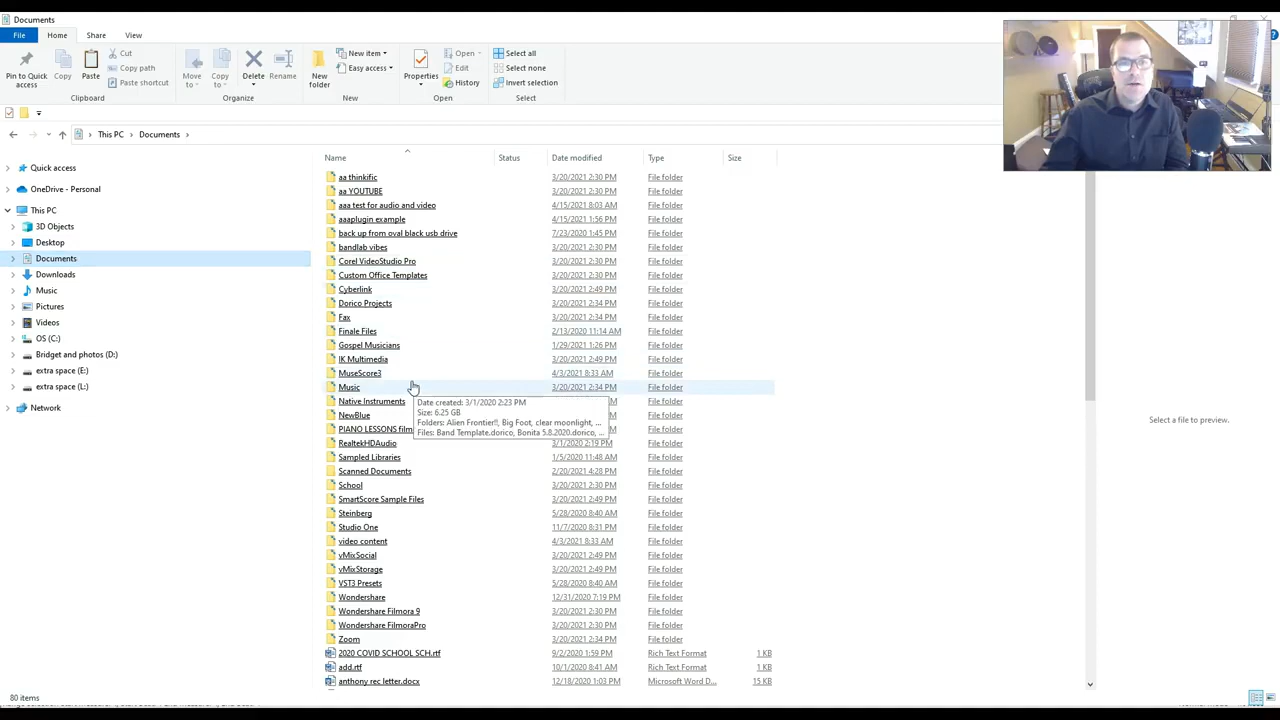 Documents
File Home Share View
Pin to Quick access
Copy
Paste
Cut
Copy path
Paste shortcut
Clipboard
Move to
Copy to
Delete
Rename
Organize
New folder
New item
Easy access
New
Properties
Open
Edit
History
Open
Select all
Select none
Invert selection
Select
This PC Documents
Quick access
OneDrive - Personal
This PC
3D Objects
Desktop
Documents
Downloads
Music
Pictures
Videos
OS (C:)
Bridget and photos (D:)
extra space (E:)
extra space (L:)
Network
Name Status Date modified Type Size
aa thinkific 3/20/2021 2:30 PM File folder
aa YOUTUBE 3/20/2021 2:30 PM File folder
aaa test for audio and video 4/15/2021 8:03 AM File folder
aaaplugin example 4/15/2021 1:56 PM File folder
back up from oval black usb drive 7/23/2020 1:45 PM File folder
bandlab vibes 3/20/2021 2:30 PM File folder
Corel VideoStudio Pro 3/20/2021 2:30 PM File folder
Custom Office Templates 3/20/2021 2:30 PM File folder
Cyberlink 3/20/2021 2:49 PM File folder
Dorico Projects 3/20/2021 2:34 PM File folder
Fax 3/20/2021 2:34 PM File folder
Finale Files 2/13/2020 11:14 AM File folder
Gospel Musicians 1/29/2021 1:26 PM File folder
IK Multimedia 3/20/2021 2:49 PM File folder
MuseScore3 4/3/2021 8:33 AM File folder
Music 3/20/2021 2:34 PM File folder
Native Instruments M File folder
NewBlue M File folder
PIANO LESSONS film M File folder
Date created: 3/1/2020 2:23 PM
Size: 6.25 GB
Folders: Alien Frontier!!, Big Foot, clear moonlight, ...
Files: Band Template.dorico, Bonita 5.8.2020.dorico, ...
RealtekHDAudio 3/1/2020 2:19 PM File folder
Sampled Libraries 1/5/2020 11:48 AM File folder
Scanned Documents 2/20/2021 4:28 PM File folder
School 3/20/2021 2:30 PM File folder
SmartScore Sample Files 3/20/2021 2:49 PM File folder
Steinberg 5/28/2020 8:40 AM File folder
Studio One 11/7/2020 8:31 PM File folder
video content 4/3/2021 8:33 AM File folder
vMixSocial 3/20/2021 2:49 PM File folder
vMixStorage 3/20/2021 2:49 PM File folder
VST3 Presets 5/28/2020 8:40 AM File folder
Wondershare 12/31/2020 7:19 PM File folder
Wondershare Filmora 9 3/20/2021 2:30 PM File folder
Wondershare FilmoraPro 3/20/2021 2:30 PM File folder
Zoom 3/20/2021 2:34 PM File folder
2020 COVID SCHOOL SCH.rtf 9/2/2020 1:59 PM Rich Text Format 1 KB
add.rtf 10/1/2020 8:41 AM Rich Text Format 1 KB
anthony rec letter.docx 12/18/2020 1:03 PM Microsoft Word D... 15 KB
Select a file to preview.
80 items